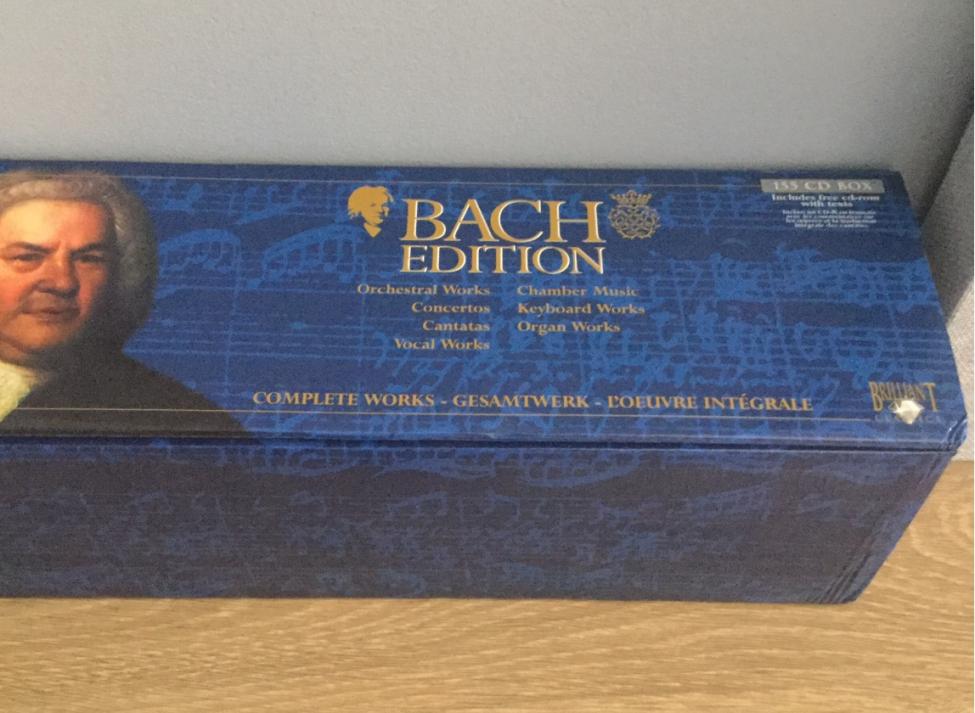 155 CD BOX
Includes free cd-rom
with texts
BACH
EDITION
Orchestral Works
Concertos
Cantatas
Vocal Works
Chamber Music
Keyboard Works
Organ Works
COMPLETE WORKS - GESAMTWERK - L'OEUVRE INTÉGRALE
BRILLIANT